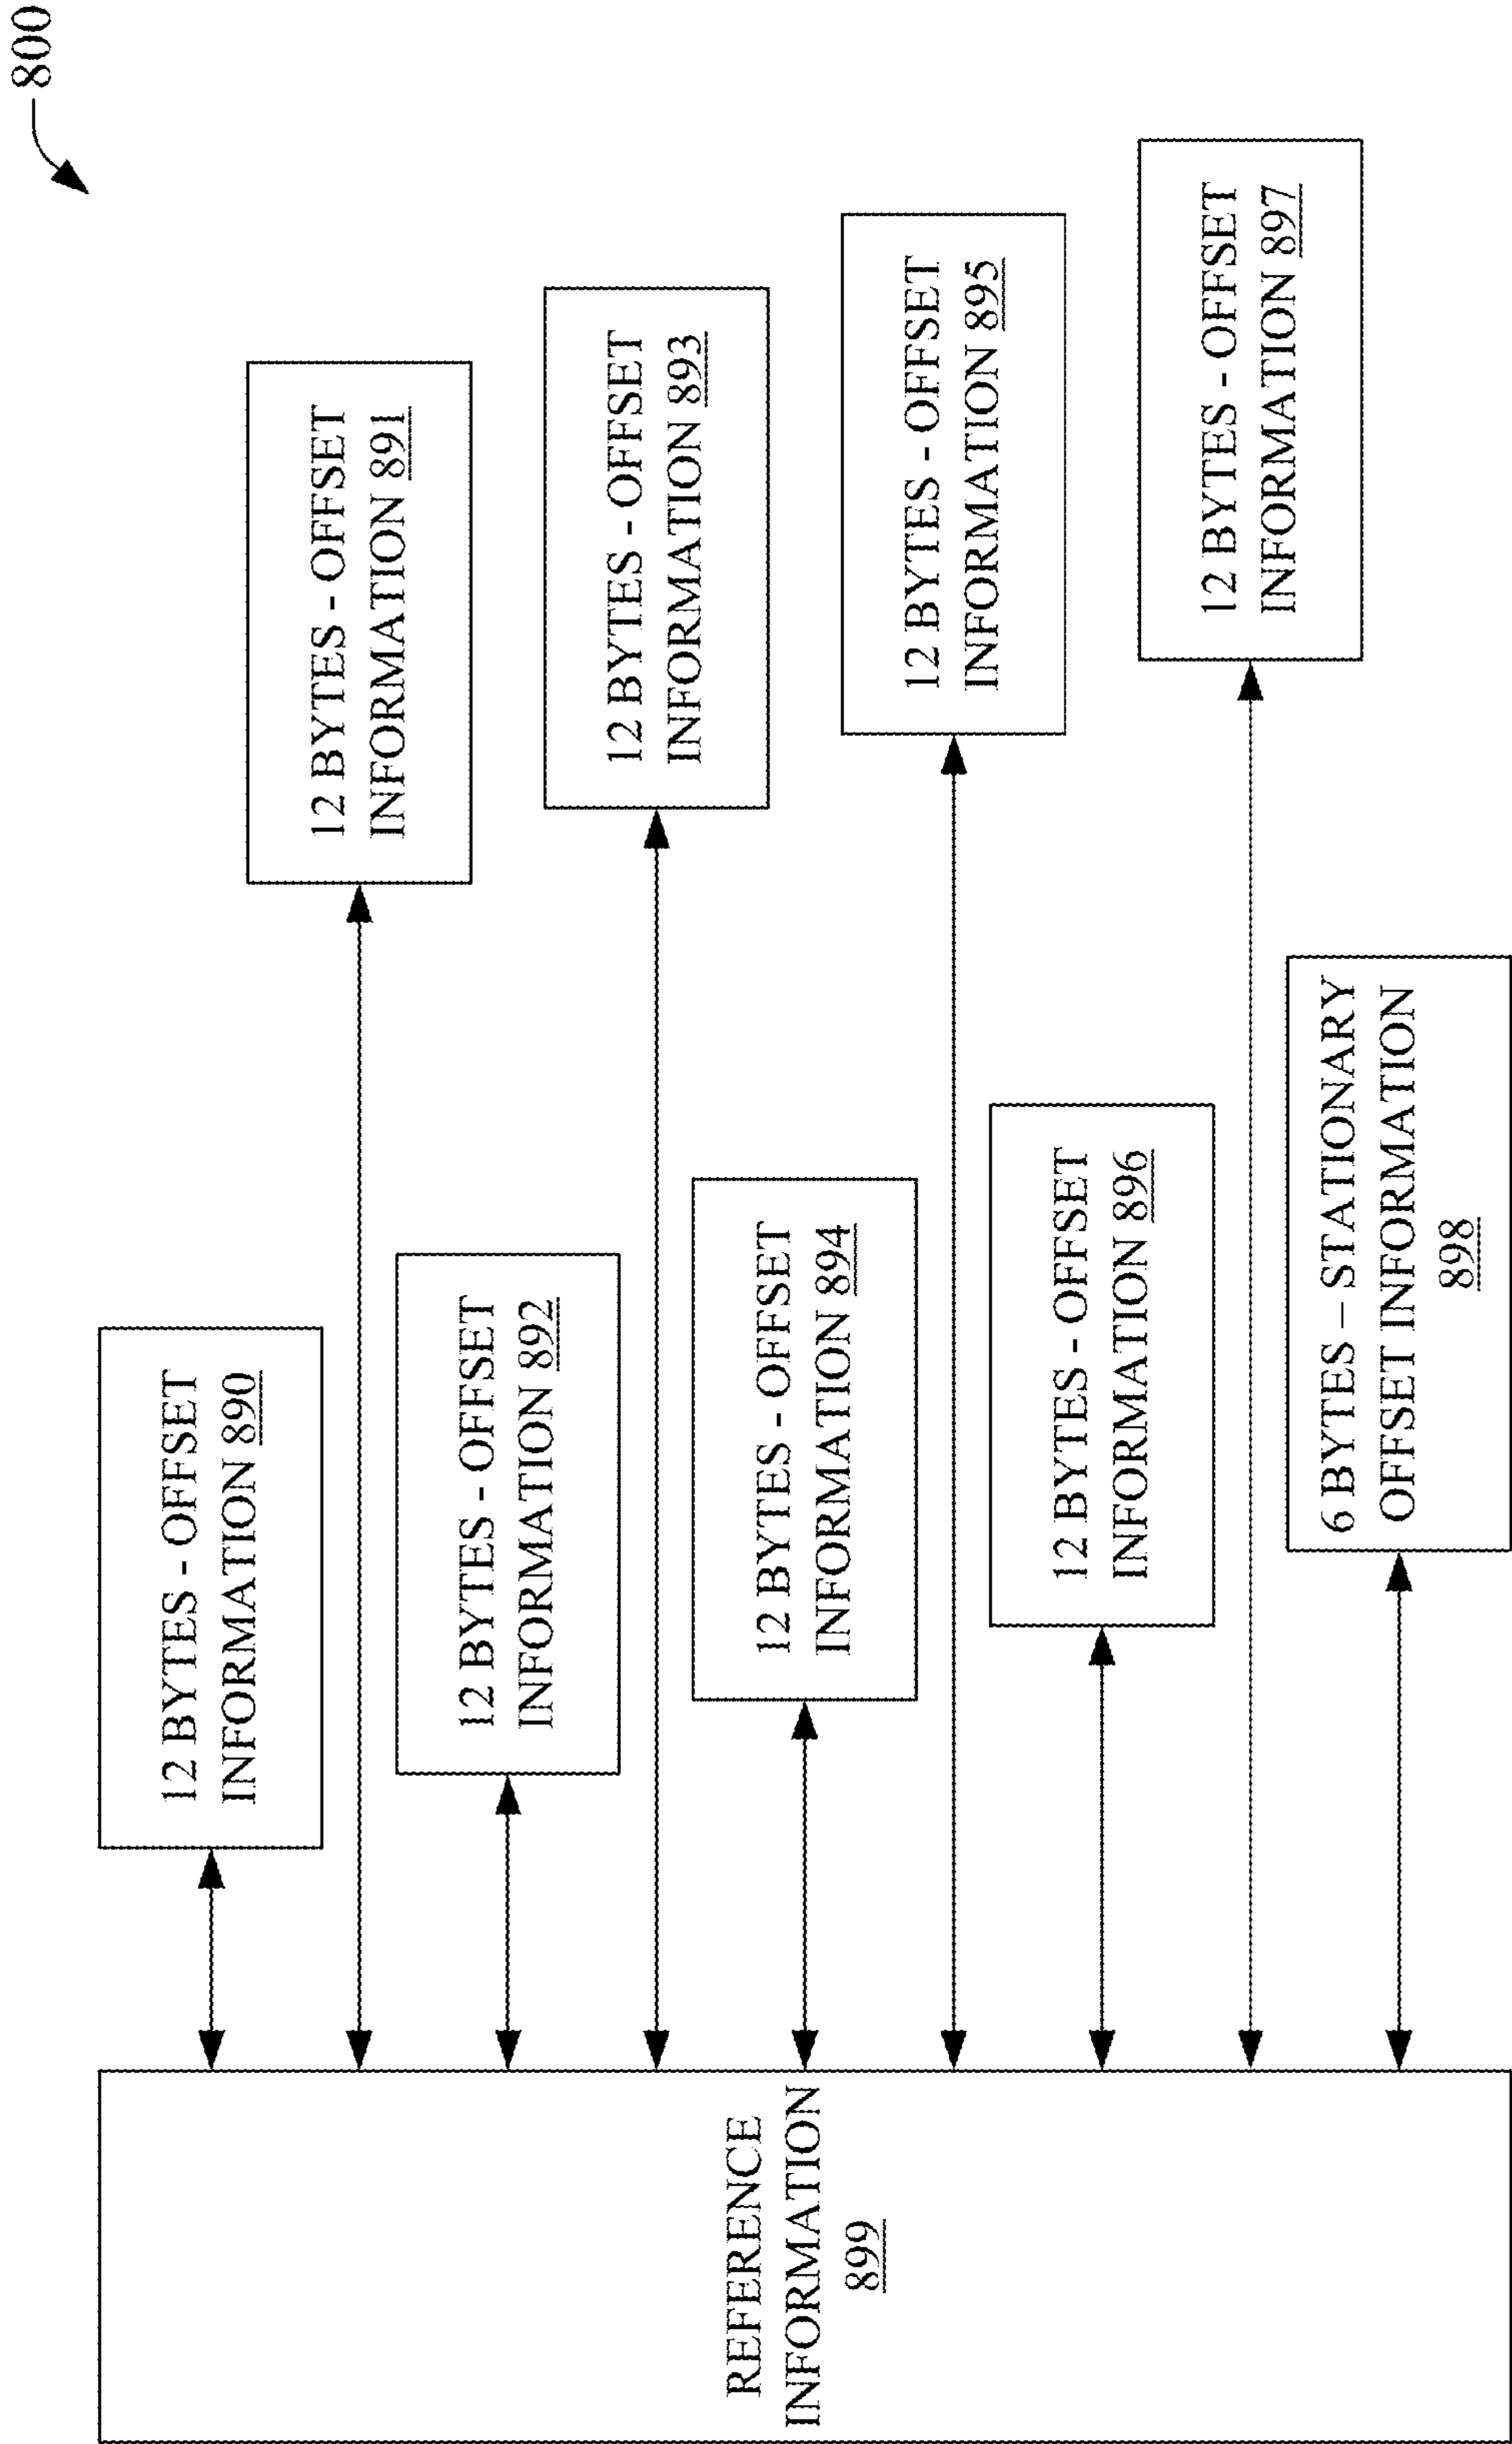 800
12 BYTES - OFFSET
INFORMATION 890
12 BYTES - OFFSET
INFORMATION 891
12 BYTES - OFFSET
INFORMATION 892
12 BYTES - OFFSET
INFORMATION 893
12 BYTES - OFFSET
INFORMATION 894
12 BYTES - OFFSET
INFORMATION 895
12 BYTES - OFFSET
INFORMATION 896
12 BYTES - OFFSET
INFORMATION 897
6 BYTES – STATIONARY
OFFSET INFORMATION
898
REFERENCE
INFORMATION
899